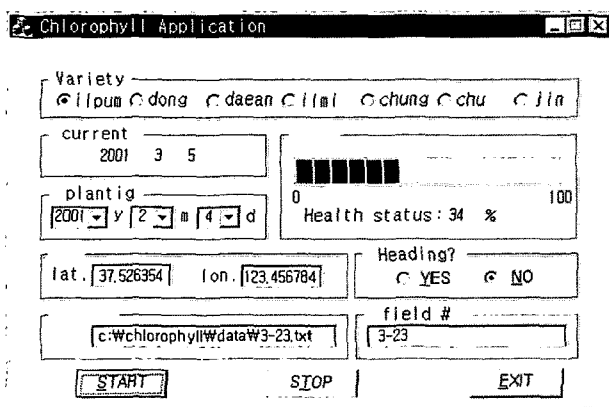 Chlorophyll Application
Variety
ilpum dong daean ilmi chung chu jin
current
2001 3 5
plantig
2001 y 2 m 4 d
0 100
Health status: 34 %
lat. 37.526354 lon. 123.456784
Heading?
YES NO
c:₩chlorophyll₩data₩3-23.txt
field #
3-23
START STOP EXIT